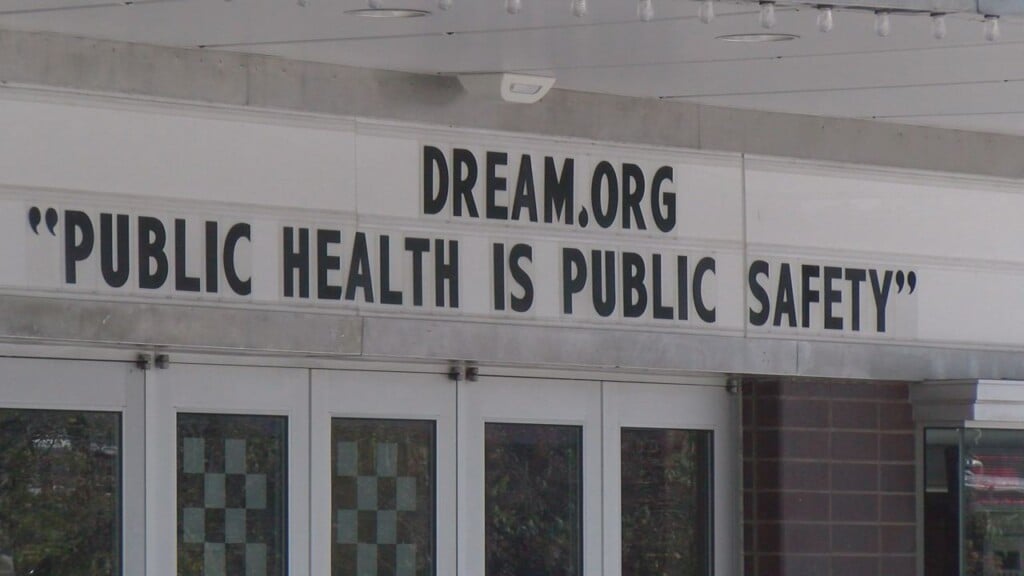 DREAM.ORG
”PUBLIC HEALTH IS PUBLIC SAFETY”